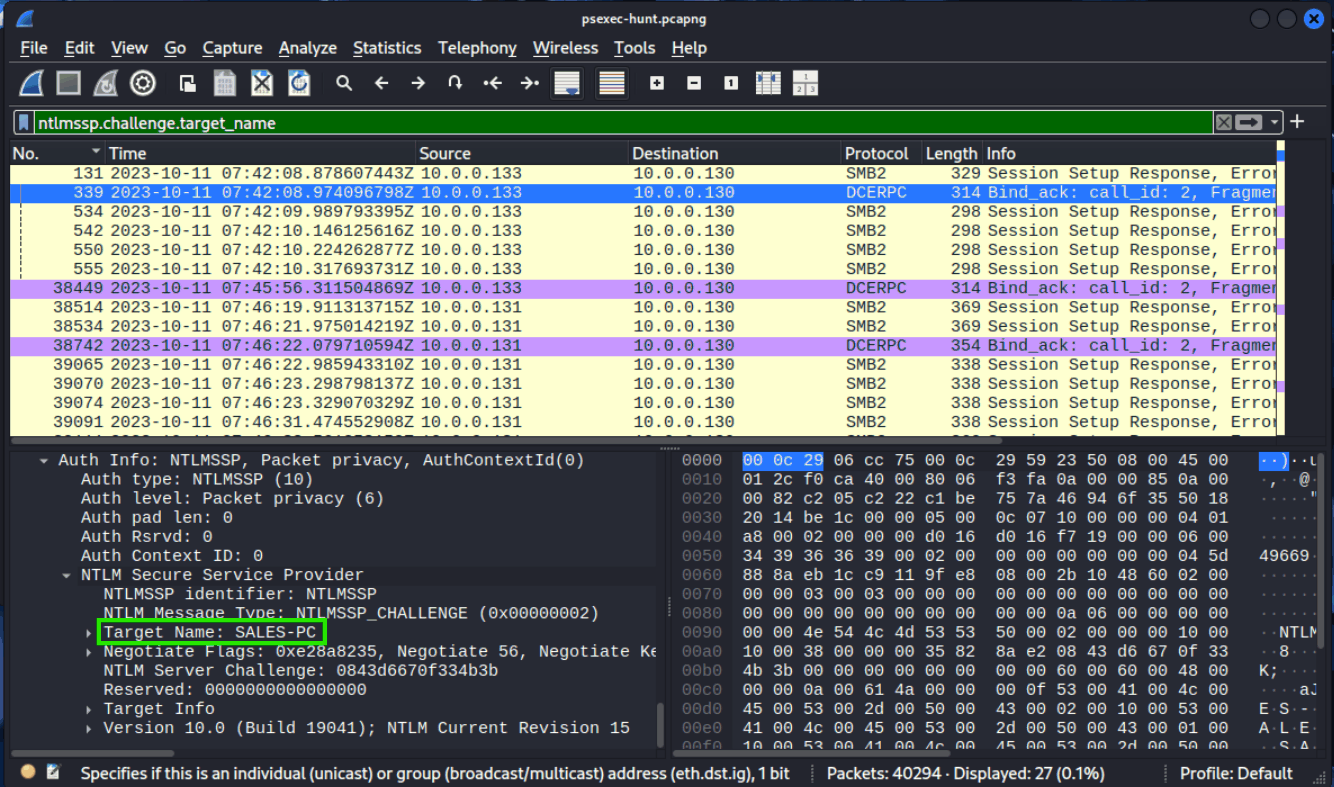 psexec-hunt.pcapng
File Edit View Go Capture Analyze Statistics Telephony Wireless Tools Help
ntlmssp.challenge.target_name
No. Time Source Destination Protocol Length Info
131 2023-10-11 07:42:08.878607443Z 10.0.0.133 10.0.0.130 SMB2 329 Session Setup Response, Error
339 2023-10-11 07:42:08.974096798Z 10.0.0.133 10.0.0.130 DCERPC 314 Bind_ack: call_id: 2, Fragmen
534 2023-10-11 07:42:09.989793395Z 10.0.0.133 10.0.0.130 SMB2 298 Session Setup Response, Error
542 2023-10-11 07:42:10.146125616Z 10.0.0.133 10.0.0.130 SMB2 298 Session Setup Response, Error
550 2023-10-11 07:42:10.224262877Z 10.0.0.133 10.0.0.130 SMB2 298 Session Setup Response, Error
555 2023-10-11 07:42:10.317693731Z 10.0.0.133 10.0.0.130 SMB2 298 Session Setup Response, Error
38449 2023-10-11 07:45:56.311504869Z 10.0.0.133 10.0.0.130 DCERPC 314 Bind_ack: call_id: 2, Fragmen
38514 2023-10-11 07:46:19.911313715Z 10.0.0.131 10.0.0.130 SMB2 369 Session Setup Response, Error
38534 2023-10-11 07:46:21.975014219Z 10.0.0.131 10.0.0.130 SMB2 369 Session Setup Response, Error
38742 2023-10-11 07:46:22.079710594Z 10.0.0.131 10.0.0.130 DCERPC 354 Bind_ack: call_id: 2, Fragmen
39065 2023-10-11 07:46:22.985943310Z 10.0.0.131 10.0.0.130 SMB2 338 Session Setup Response, Error
39070 2023-10-11 07:46:23.298798137Z 10.0.0.131 10.0.0.130 SMB2 338 Session Setup Response, Error
39074 2023-10-11 07:46:23.329070329Z 10.0.0.131 10.0.0.130 SMB2 338 Session Setup Response, Error
39091 2023-10-11 07:46:31.474552908Z 10.0.0.131 10.0.0.130 SMB2 338 Session Setup Response, Error
Auth Info: NTLMSSP, Packet privacy, AuthContextId(0)
Auth type: NTLMSSP (10)
Auth level: Packet privacy (6)
Auth pad len: 0
Auth Rsrvd: 0
Auth Context ID: 0
NTLM Secure Service Provider
NTLMSSP identifier: NTLMSSP
NTLM Message Type: NTLMSSP_CHALLENGE (0x00000002)
Target Name: SALES-PC
Negotiate Flags: 0xe28a8235, Negotiate 56, Negotiate Ke
NTLM Server Challenge: 0843d6670f334b3b
Reserved: 0000000000000000
Target Info
Version 10.0 (Build 19041); NTLM Current Revision 15
0000 00 0c 29 06 cc 75 00 0c 29 59 23 50 08 00 45 00 ··)··u
0010 01 2c f0 ca 40 00 80 06 f3 fa 0a 00 00 85 0a 00 ·,··@·
0020 00 82 c2 05 c2 22 c1 be 75 7a 46 94 6f 35 50 18 ·····"
0030 20 14 be 1c 00 00 05 00 0c 07 10 00 00 00 04 01
0040 a8 00 02 00 00 00 d0 16 d0 16 f7 19 00 00 06 00
0050 34 39 36 36 39 00 02 00 00 00 00 00 00 00 04 5d 49669·
0060 88 8a eb 1c c9 11 9f e8 08 00 2b 10 48 60 02 00
0070 00 00 03 00 03 00 00 00 00 00 00 00 00 00 00 00
0080 00 00 00 00 00 00 00 00 00 00 00 00 0a 06 00 00
0090 00 00 4e 54 4c 4d 53 53 50 00 02 00 00 00 10 00 ··NTLM
00a0 10 00 38 00 00 00 35 82 8a e2 08 43 d6 67 0f 33 ··8···
00b0 4b 3b 00 00 00 00 00 00 00 00 60 00 60 00 48 00 K;····
00c0 00 00 0a 00 61 4a 00 00 00 0f 53 00 41 00 4c 00 ····aJ
00d0 45 00 53 00 2d 00 50 00 43 00 02 00 10 00 53 00 E·S·-·
00e0 41 00 4c 00 45 00 53 00 2d 00 50 00 43 00 01 00 A·L·E·
00f0 10 00 53 00 41 00 4c 00 45 00 53 00 2d 00 50 00 ··S·A·
Specifies if this is an individual (unicast) or group (broadcast/multicast) address (eth.dst.ig), 1 bit Packets: 40294 · Displayed: 27 (0.1%) Profile: Default